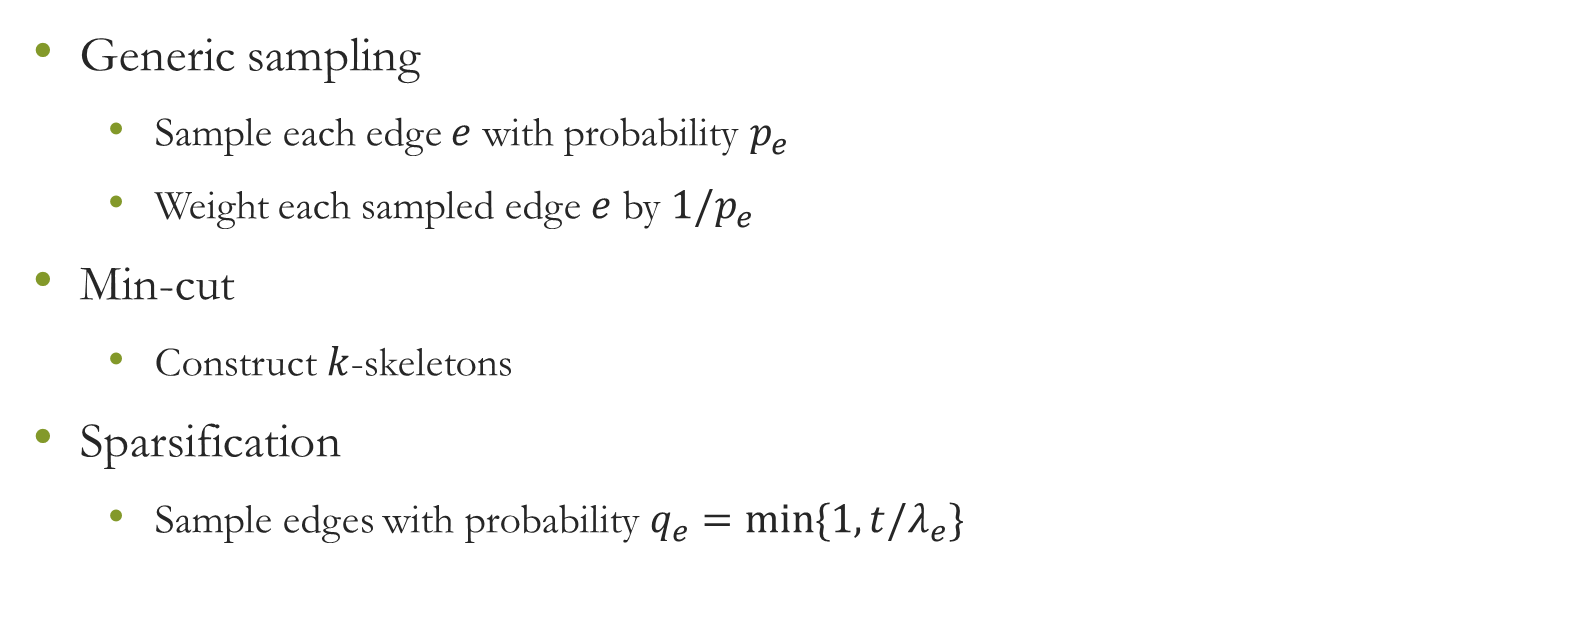 • Generic sampling
• Sample each edge 𝑒 with probability 𝑝ₑ
• Weight each sampled edge 𝑒 by 1/𝑝ₑ
• Min-cut
• Construct 𝑘-skeletons
• Sparsification
• Sample edges with probability 𝑞ₑ = min{1, 𝑡/𝜆ₑ}